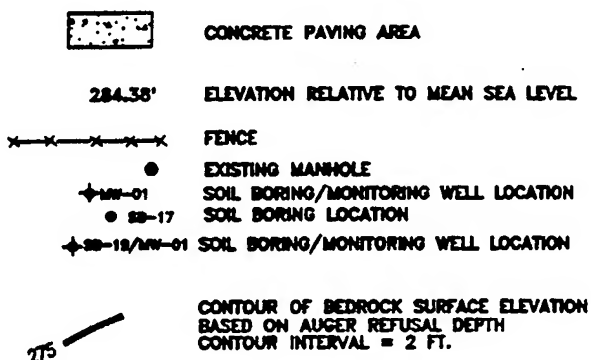 CONCRETE PAVING AREA
284.38' ELEVATION RELATIVE TO MEAN SEA LEVEL
FENCE
EXISTING MANHOLE
MW-01 SOIL BORING/MONITORING WELL LOCATION
SB-17 SOIL BORING LOCATION
SB-19/MW-01 SOIL BORING/MONITORING WELL LOCATION
CONTOUR OF BEDROCK SURFACE ELEVATION
BASED ON AUGER REFUSAL DEPTH
275 CONTOUR INTERVAL = 2 FT.